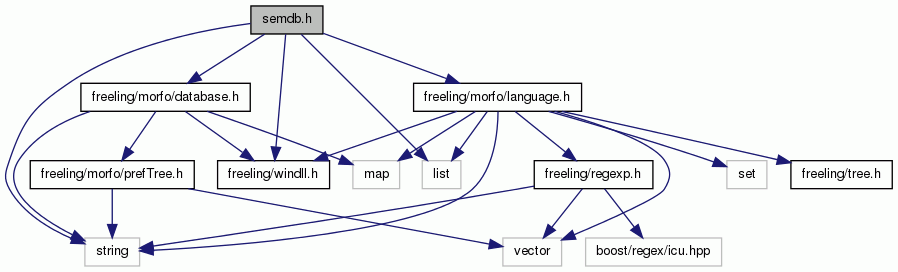 semdb.h
freeling/morfo/database.h
freeling/morfo/language.h
freeling/morfo/prefTree.h
freeling/windll.h
map
list
freeling/regexp.h
set
freeling/tree.h
string
vector
boost/regex/icu.hpp